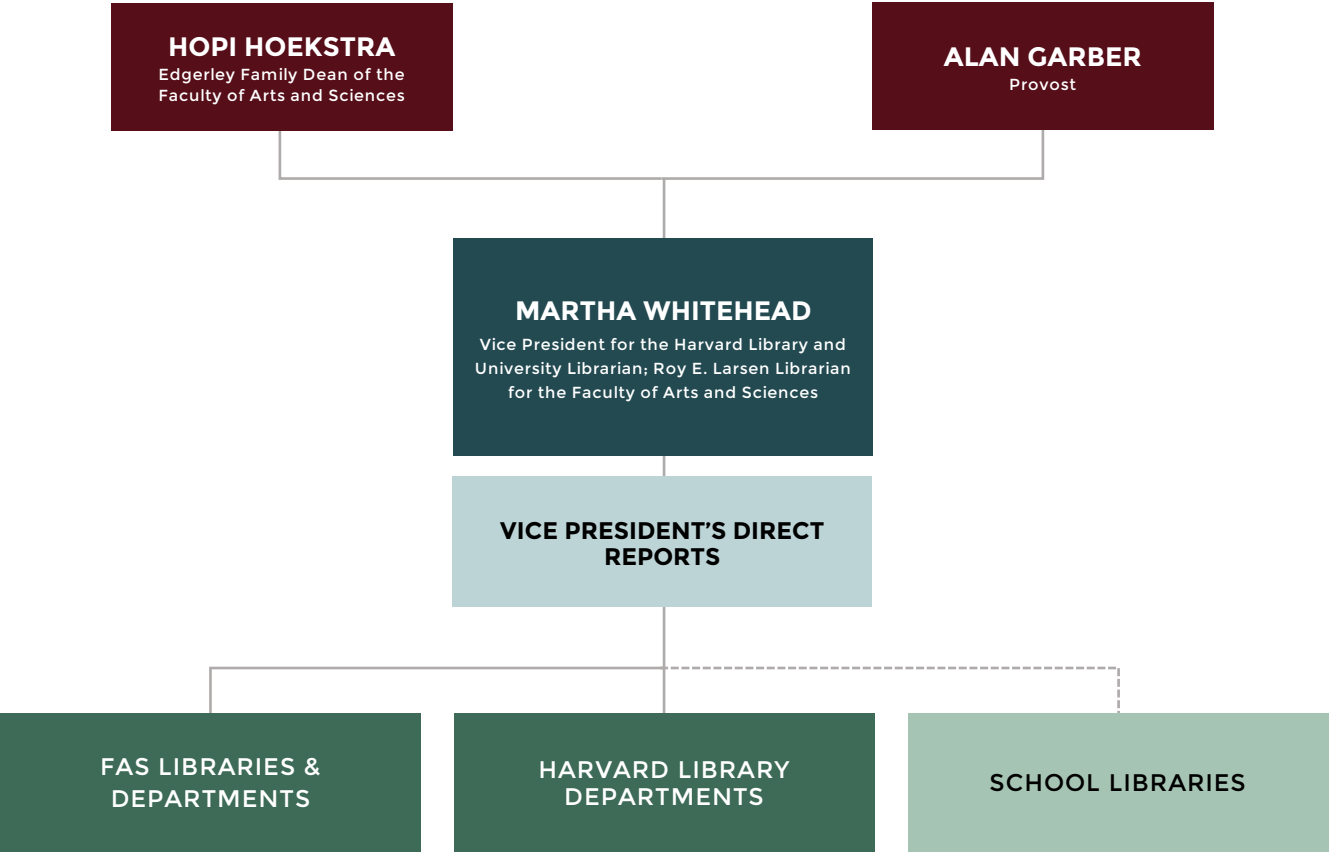 HOPI HOEKSTRA
Edgerley Family Dean of the
Faculty of Arts and Sciences
ALAN GARBER
Provost
MARTHA WHITEHEAD
Vice President for the Harvard Library and
University Librarian; Roy E. Larsen Librarian
for the Faculty of Arts and Sciences
VICE PRESIDENT’S DIRECT
REPORTS
FAS LIBRARIES &
DEPARTMENTS
HARVARD LIBRARY
DEPARTMENTS
SCHOOL LIBRARIES